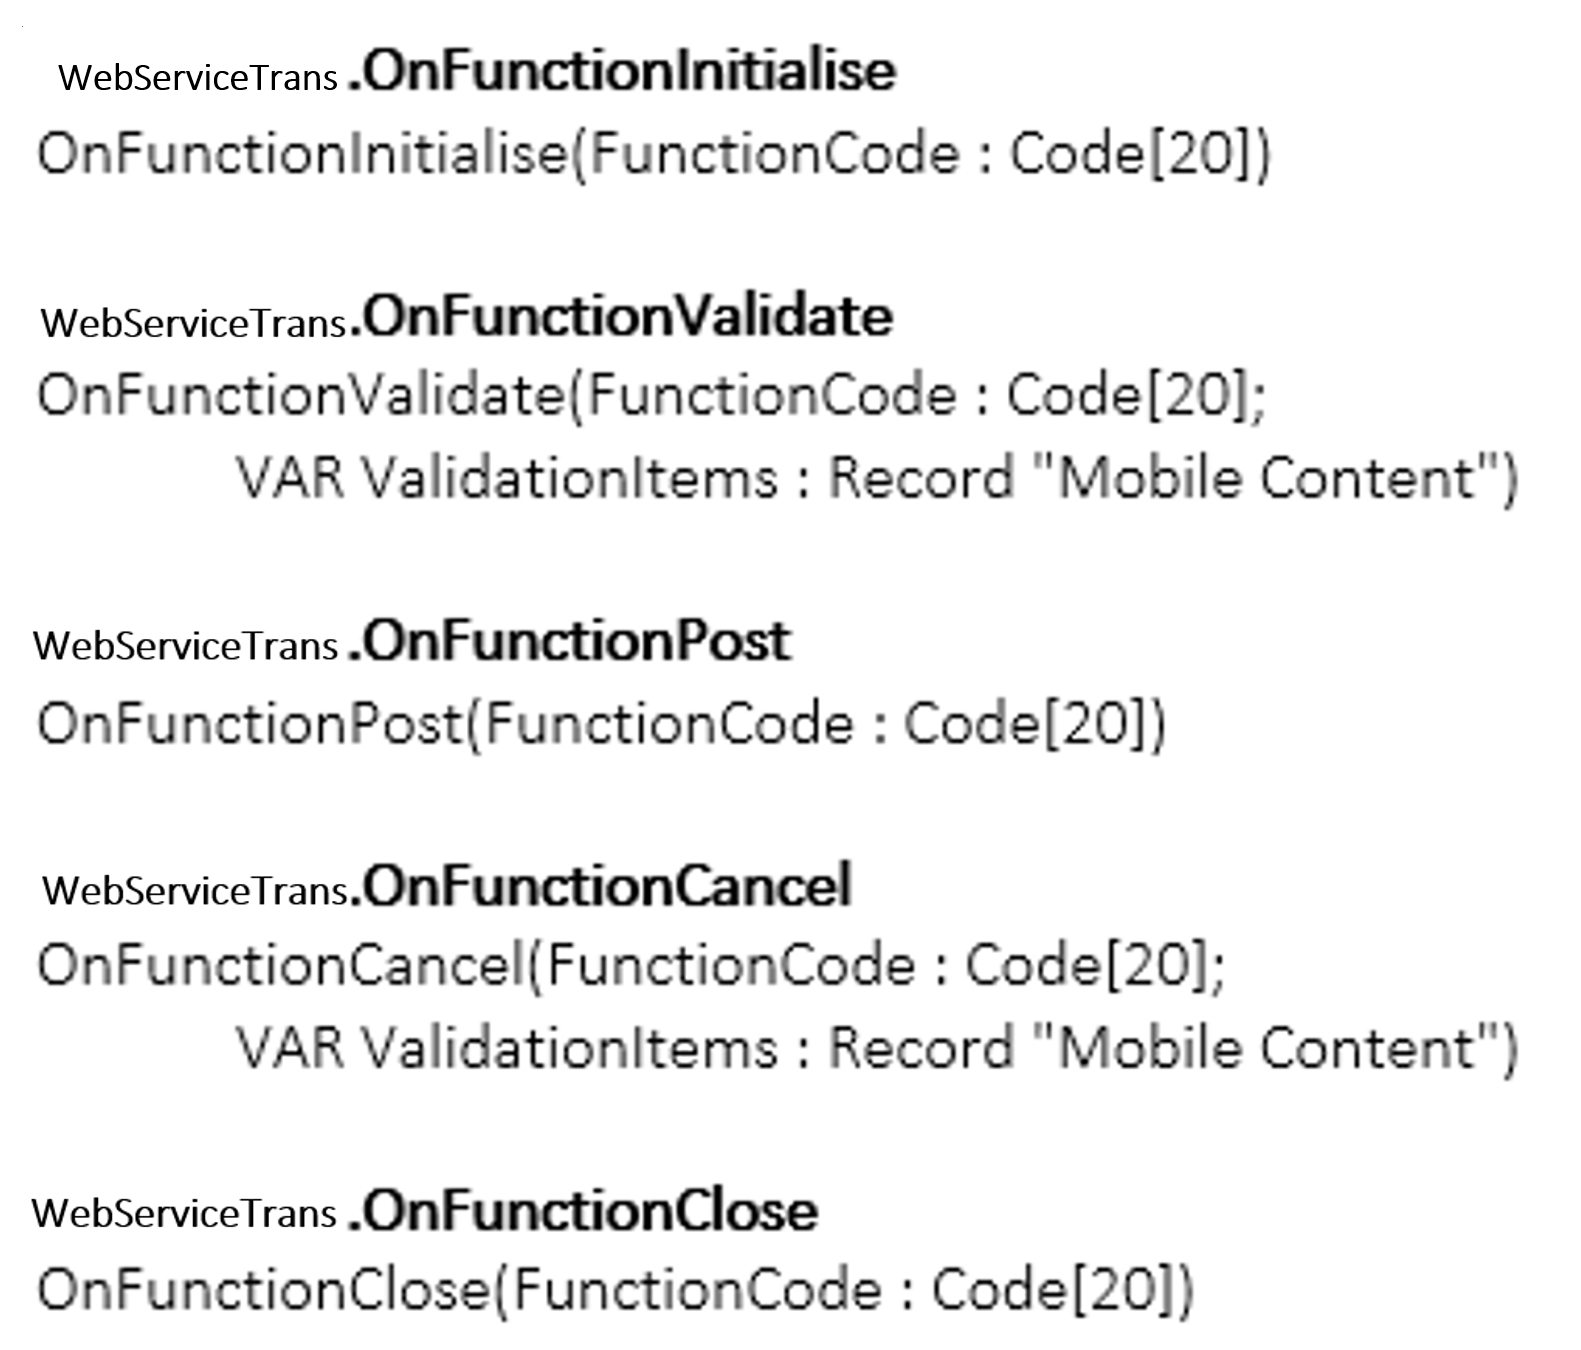 WebServiceTrans .OnFunctionInitialise
OnFunctionInitialise(FunctionCode : Code[20])
WebServiceTrans.OnFunctionValidate
OnFunctionValidate(FunctionCode : Code[20];
VAR ValidationItems : Record "Mobile Content")
WebServiceTrans .OnFunctionPost
OnFunctionPost(FunctionCode : Code[20])
WebServiceTrans.OnFunctionCancel
OnFunctionCancel(FunctionCode : Code[20];
VAR ValidationItems : Record "Mobile Content")
WebServiceTrans .OnFunctionClose
OnFunctionClose(FunctionCode : Code[20])